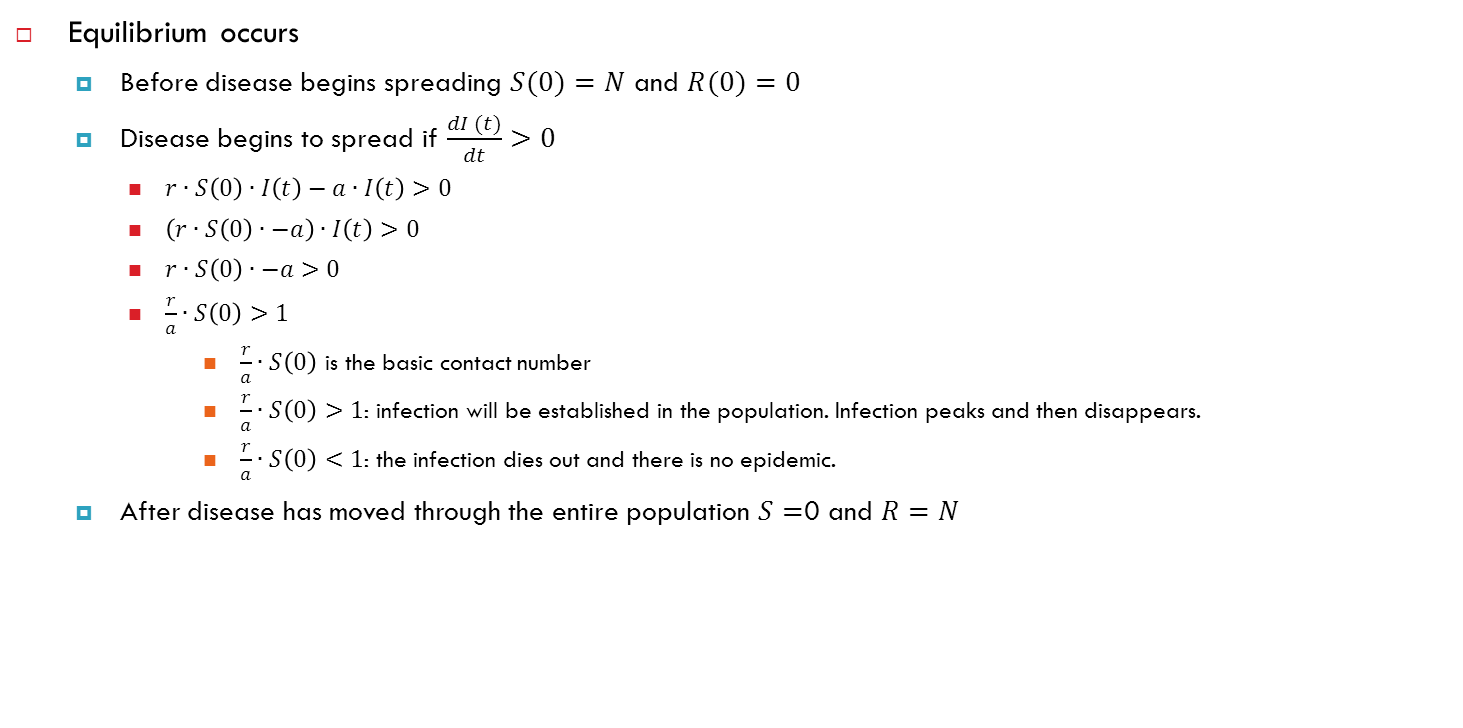 Equilibrium occurs
Before disease begins spreading S(0) = N and R(0) = 0
Disease begins to spread if dI (t)/dt > 0
r · S(0) · I(t) − a · I(t) > 0
(r · S(0) · −a) · I(t) > 0
r · S(0) · −a > 0
r/a · S(0) > 1
r/a · S(0) is the basic contact number
r/a · S(0) > 1: infection will be established in the population. Infection peaks and then disappears.
r/a · S(0) < 1: the infection dies out and there is no epidemic.
After disease has moved through the entire population S =0 and R = N